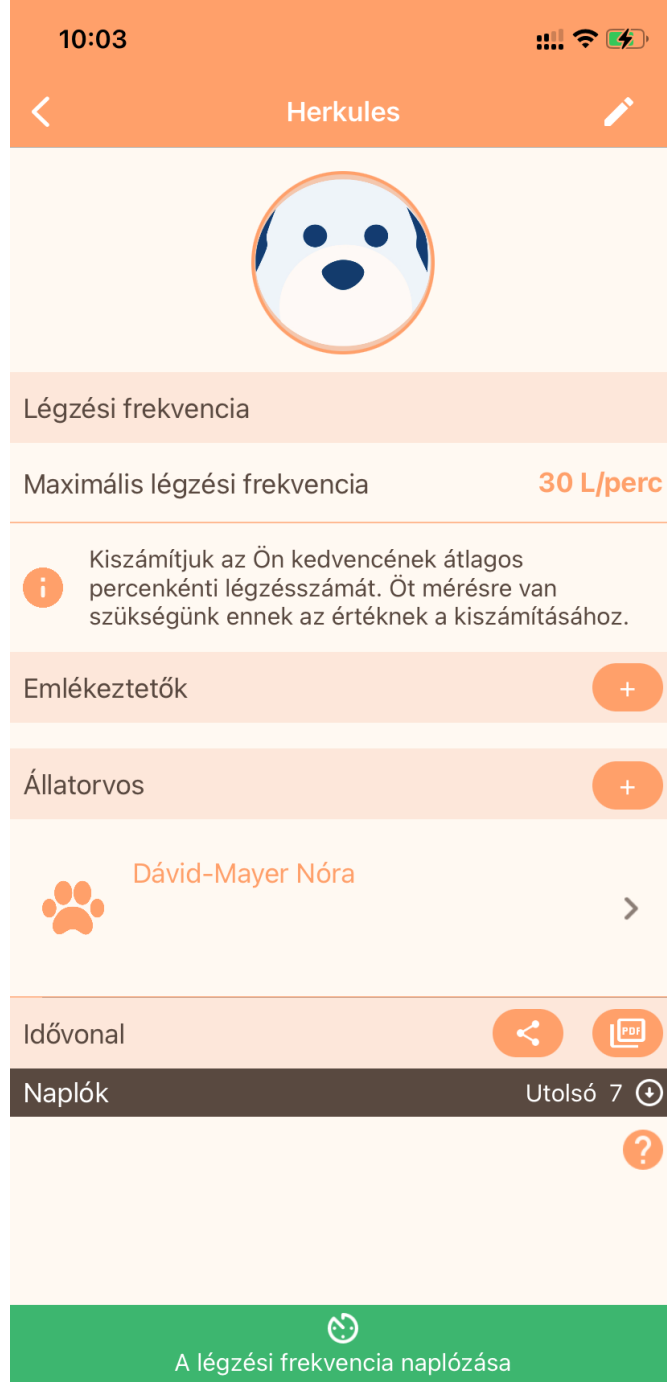 10:03
Herkules
Légzési frekvencia
Maximális légzési frekvencia 30 L/perc
Kiszámítjuk az Ön kedvencének átlagos
percenkénti légzésszámát. Öt mérésre van
szükségünk ennek az értéknek a kiszámításához.
Emlékeztetők +
Állatorvos +
Dávid-Mayer Nóra
Idővonal PDF
Naplók Utolsó 7
?
A légzési frekvencia naplózása